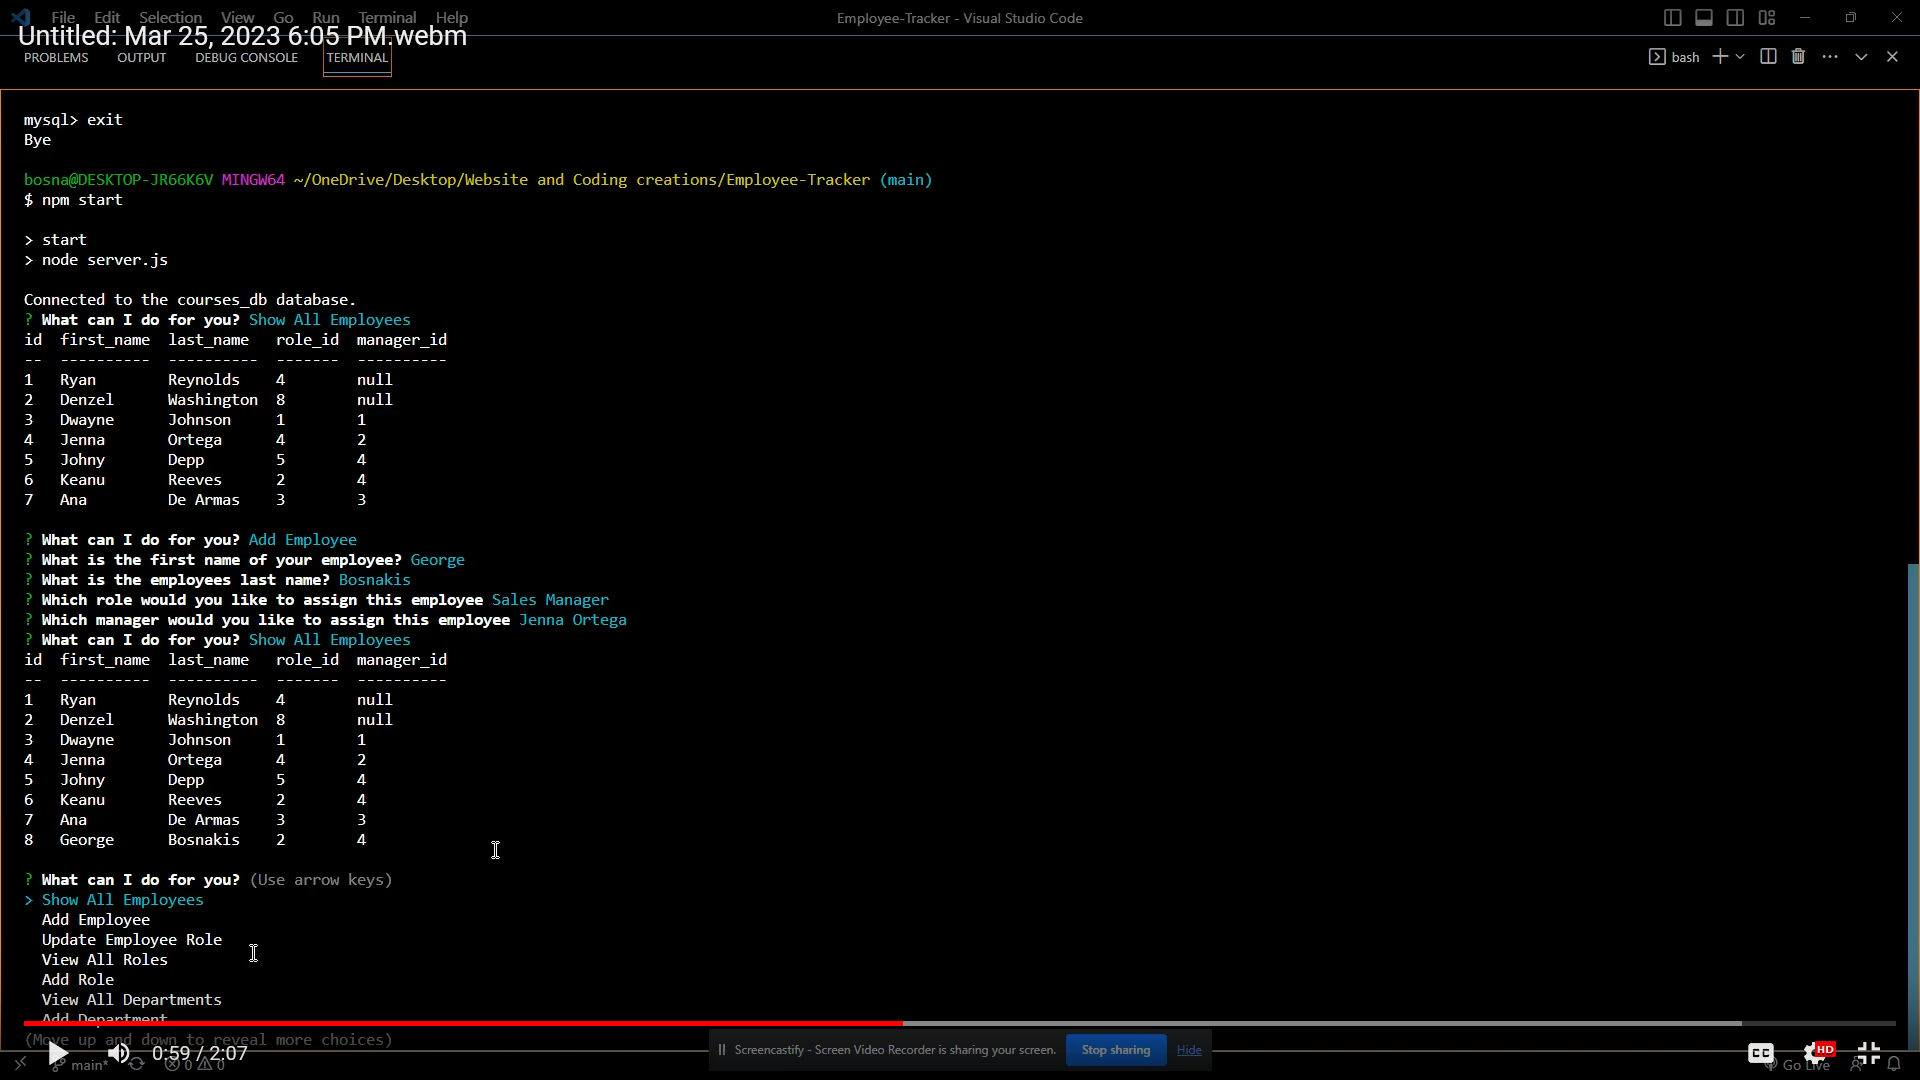 File Edit Selection View Go Run Terminal Help
Employee-Tracker - Visual Studio Code
Untitled: Mar 25, 2023 6:05 PM.webm
PROBLEMS OUTPUT DEBUG CONSOLE TERMINAL
bash
mysql> exit
Bye
bosna@DESKTOP-JR66K6V MINGW64 ~/OneDrive/Desktop/Website and Coding creations/Employee-Tracker (main)
$ npm start
> start
> node server.js
Connected to the courses_db database.
? What can I do for you? Show All Employees
id first_name last_name role_id manager_id
-- ---------- ---------- ------- ----------
1 Ryan Reynolds 4 null
2 Denzel Washington 8 null
3 Dwayne Johnson 1 1
4 Jenna Ortega 4 2
5 Johny Depp 5 4
6 Keanu Reeves 2 4
7 Ana De Armas 3 3
? What can I do for you? Add Employee
? What is the first name of your employee? George
? What is the employees last name? Bosnakis
? Which role would you like to assign this employee Sales Manager
? Which manager would you like to assign this employee Jenna Ortega
? What can I do for you? Show All Employees
id first_name last_name role_id manager_id
-- ---------- ---------- ------- ----------
1 Ryan Reynolds 4 null
2 Denzel Washington 8 null
3 Dwayne Johnson 1 1
4 Jenna Ortega 4 2
5 Johny Depp 5 4
6 Keanu Reeves 2 4
7 Ana De Armas 3 3
8 George Bosnakis 2 4
? What can I do for you? (Use arrow keys)
> Show All Employees
Add Employee
Update Employee Role
View All Roles
Add Role
View All Departments
Add Department
(Move up and down to reveal more choices)
0:59 / 2:07
Screencastify - Screen Video Recorder is sharing your screen. Stop sharing Hide
CC HD
main* 0 0
Go Live